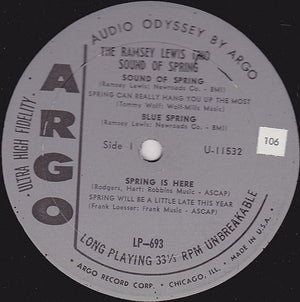 AUDIO ODYSSEY BY ARGO
THE RAMSEY LEWIS TRIO
SOUND OF SPRING
SOUND OF SPRING
(Ramsey Lewis: Newroads Co. - BMI)
SPRING CAN REALLY HANG YOU UP THE MOST
(Tommy Wolf: Wolf-Mills Music)
BLUE SPRING
(Ramsey Lewis: Newroads Co. - BMI)
Side 1
U-11532
106
ULTRA HIGH FIDELITY
ARGO
SPRING IS HERE
(Rodgers, Hart: Robbins Music - ASCAP)
SPRING WILL BE A LITTLE LATE THIS YEAR
(Frank Loesser: Frank Music - ASCAP)
LP-693
LONG PLAYING 33⅓ RPM UNBREAKABLE
ARGO RECORD CORP. - CHICAGO, ILL. - MADE IN U.S.A.